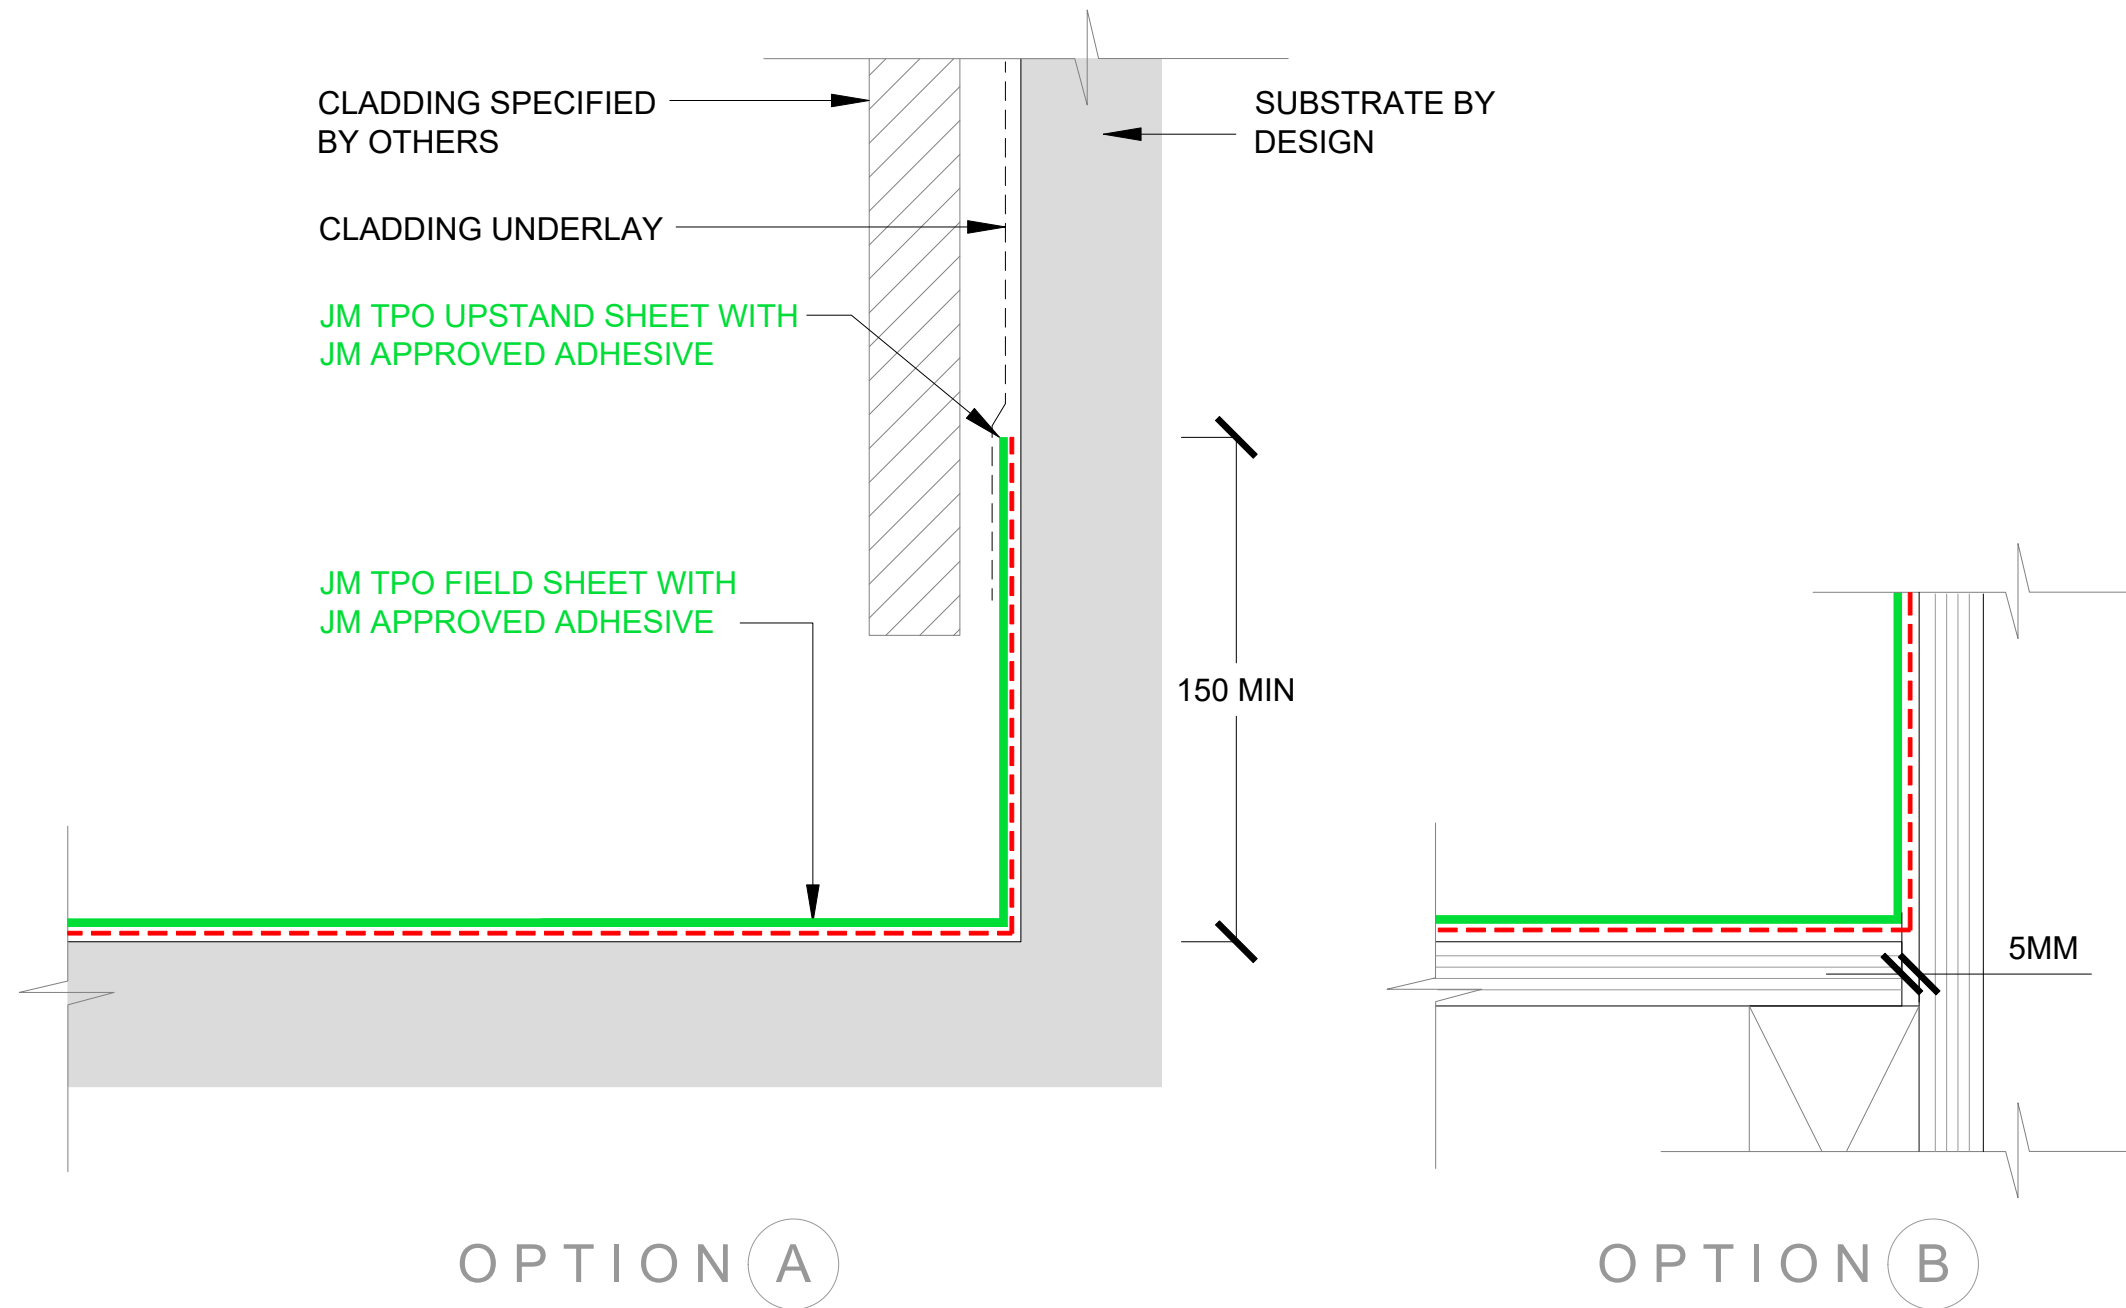 CLADDING SPECIFIED
BY OTHERS
SUBSTRATE BY
DESIGN
CLADDING UNDERLAY
JM TPO UPSTAND SHEET WITH
JM APPROVED ADHESIVE
JM TPO FIELD SHEET WITH
JM APPROVED ADHESIVE
150 MIN
5MM
OPTION A
OPTION B